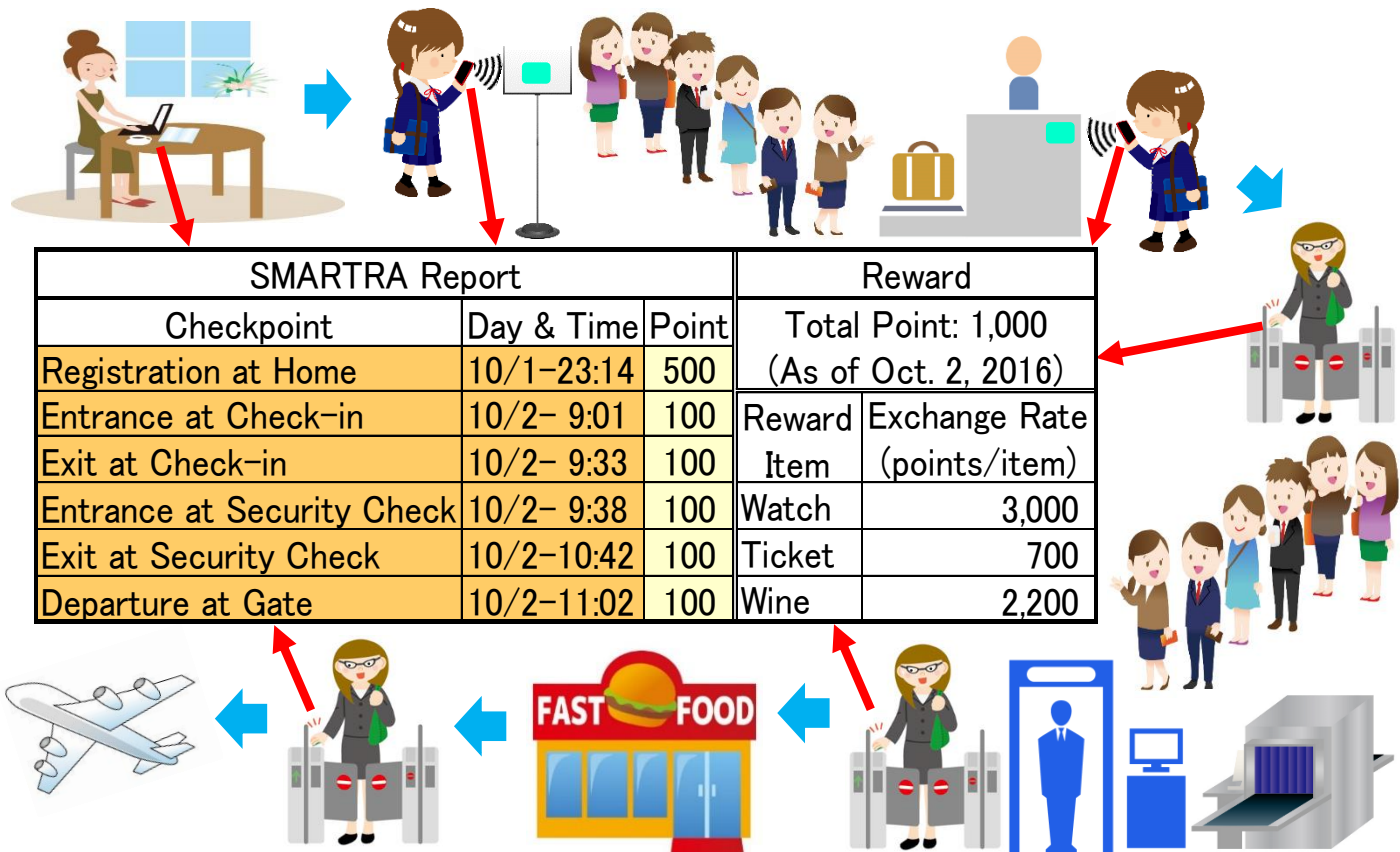 SMARTRA Report
Reward
Checkpoint Day & Time Point
Total Point: 1,000
(As of Oct. 2, 2016)
Registration at Home 10/1-23:14 500
Entrance at Check-in 10/2- 9:01 100
Reward Item
Exchange Rate (points/item)
Exit at Check-in 10/2- 9:33 100
Entrance at Security Check 10/2- 9:38 100
Watch 3,000
Exit at Security Check 10/2-10:42 100
Ticket 700
Departure at Gate 10/2-11:02 100
Wine 2,200
FAST FOOD